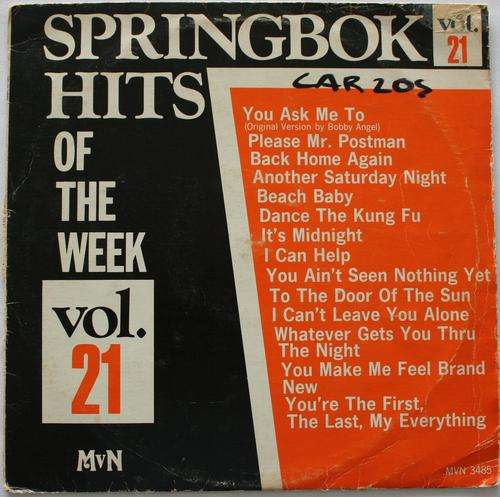 SPRINGBOK vol.
21
HITS
OF
THE
WEEK
vol.
21
MvN
CARZOS
You Ask Me To
(Original Version by Bobby Angel)
Please Mr. Postman
Back Home Again
Another Saturday Night
Beach Baby
Dance The Kung Fu
It's Midnight
I Can Help
You Ain't Seen Nothing Yet
To The Door Of The Sun
I Can't Leave You Alone
Whatever Gets You Thru
The Night
You Make Me Feel Brand
New
You're The First,
The Last, My Everything
MVN 3485